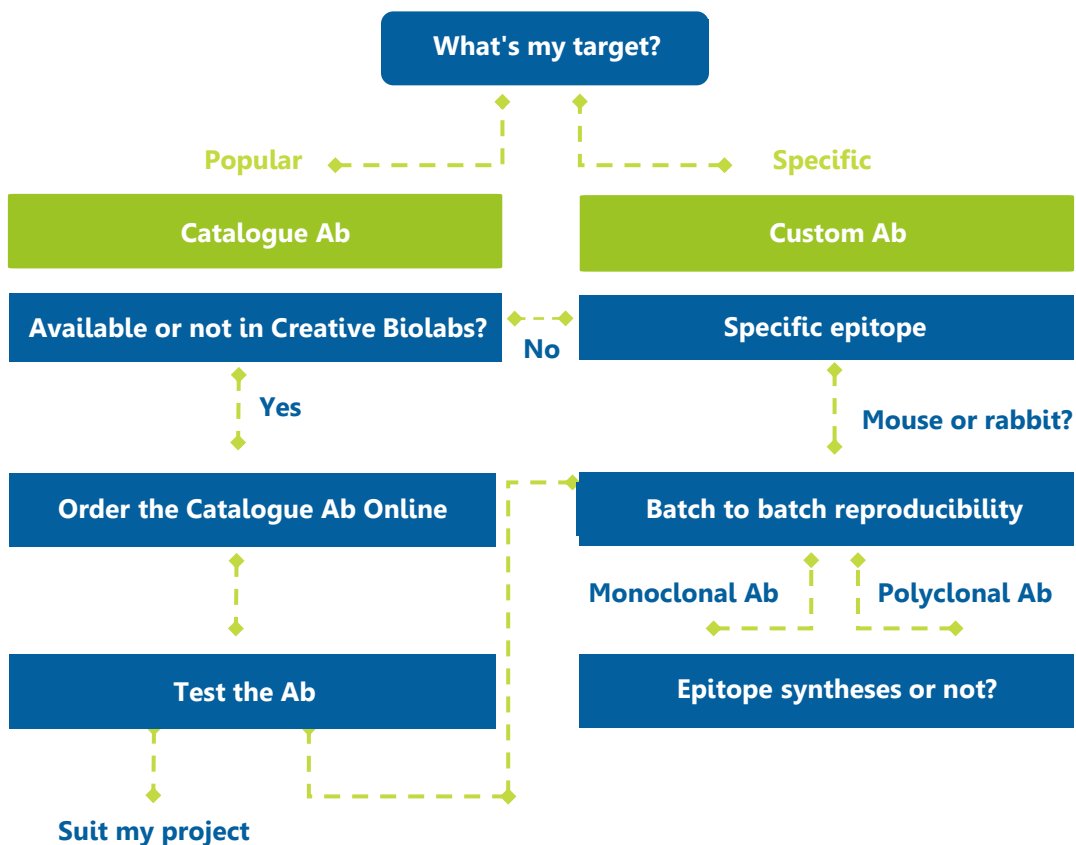 What's my target?
Popular
Specific
Catalogue Ab
Custom Ab
Available or not in Creative Biolabs?
No
Specific epitope
Yes
Mouse or rabbit?
Order the Catalogue Ab Online
Batch to batch reproducibility
Monoclonal Ab
Polyclonal Ab
Test the Ab
Epitope syntheses or not?
Suit my project